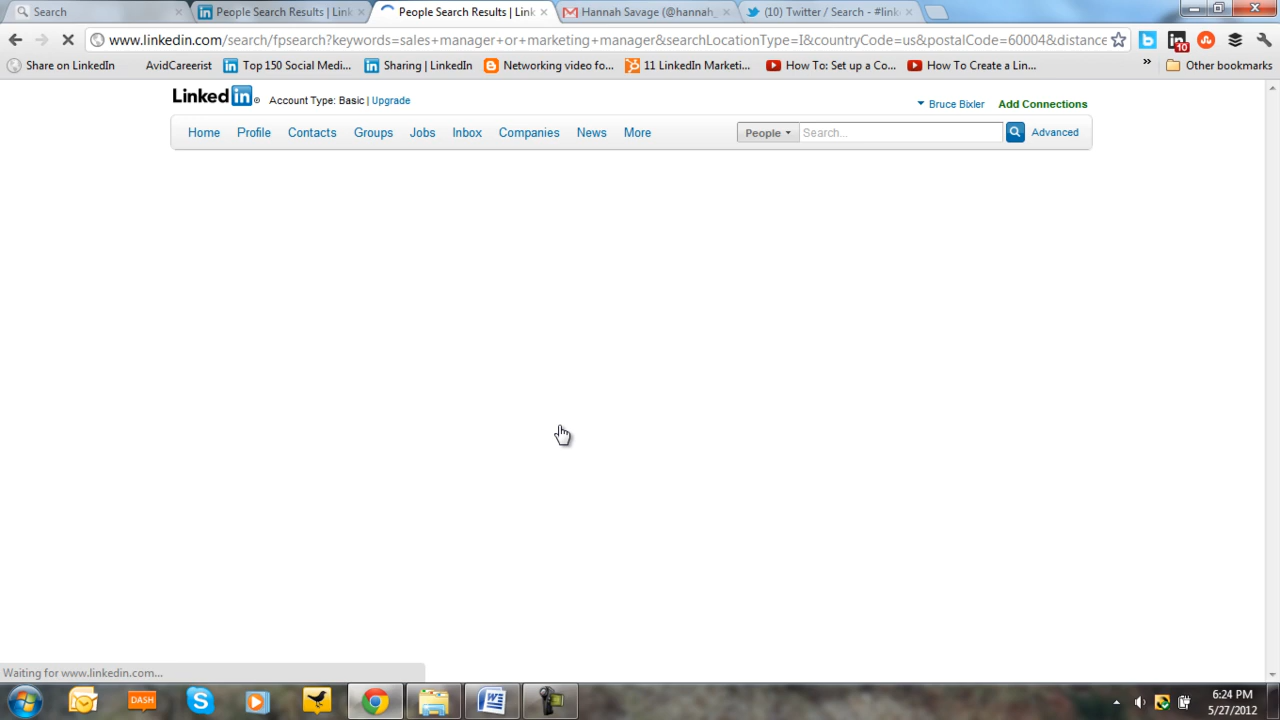 Search
People Search Results | Link
People Search Results | Link
Hannah Savage (@hannah_
(10) Twitter / Search - #linke
www.linkedin.com/search/fpsearch?keywords=sales+manager+or+marketing+manager&searchLocationType=I&countryCode=us&postalCode=60004&distance
10
Share on LinkedIn
AvidCareerist
Top 150 Social Medi...
Sharing | LinkedIn
Networking video fo...
11 LinkedIn Marketi...
How To: Set up a Co...
How To Create a Lin...
Other bookmarks
Linked in
Account Type: Basic | Upgrade
Bruce Bixler
Add Connections
Home
Profile
Contacts
Groups
Jobs
Inbox
Companies
News
More
People
Search...
Advanced
Waiting for www.linkedin.com...
DASH
6:24 PM
5/27/2012